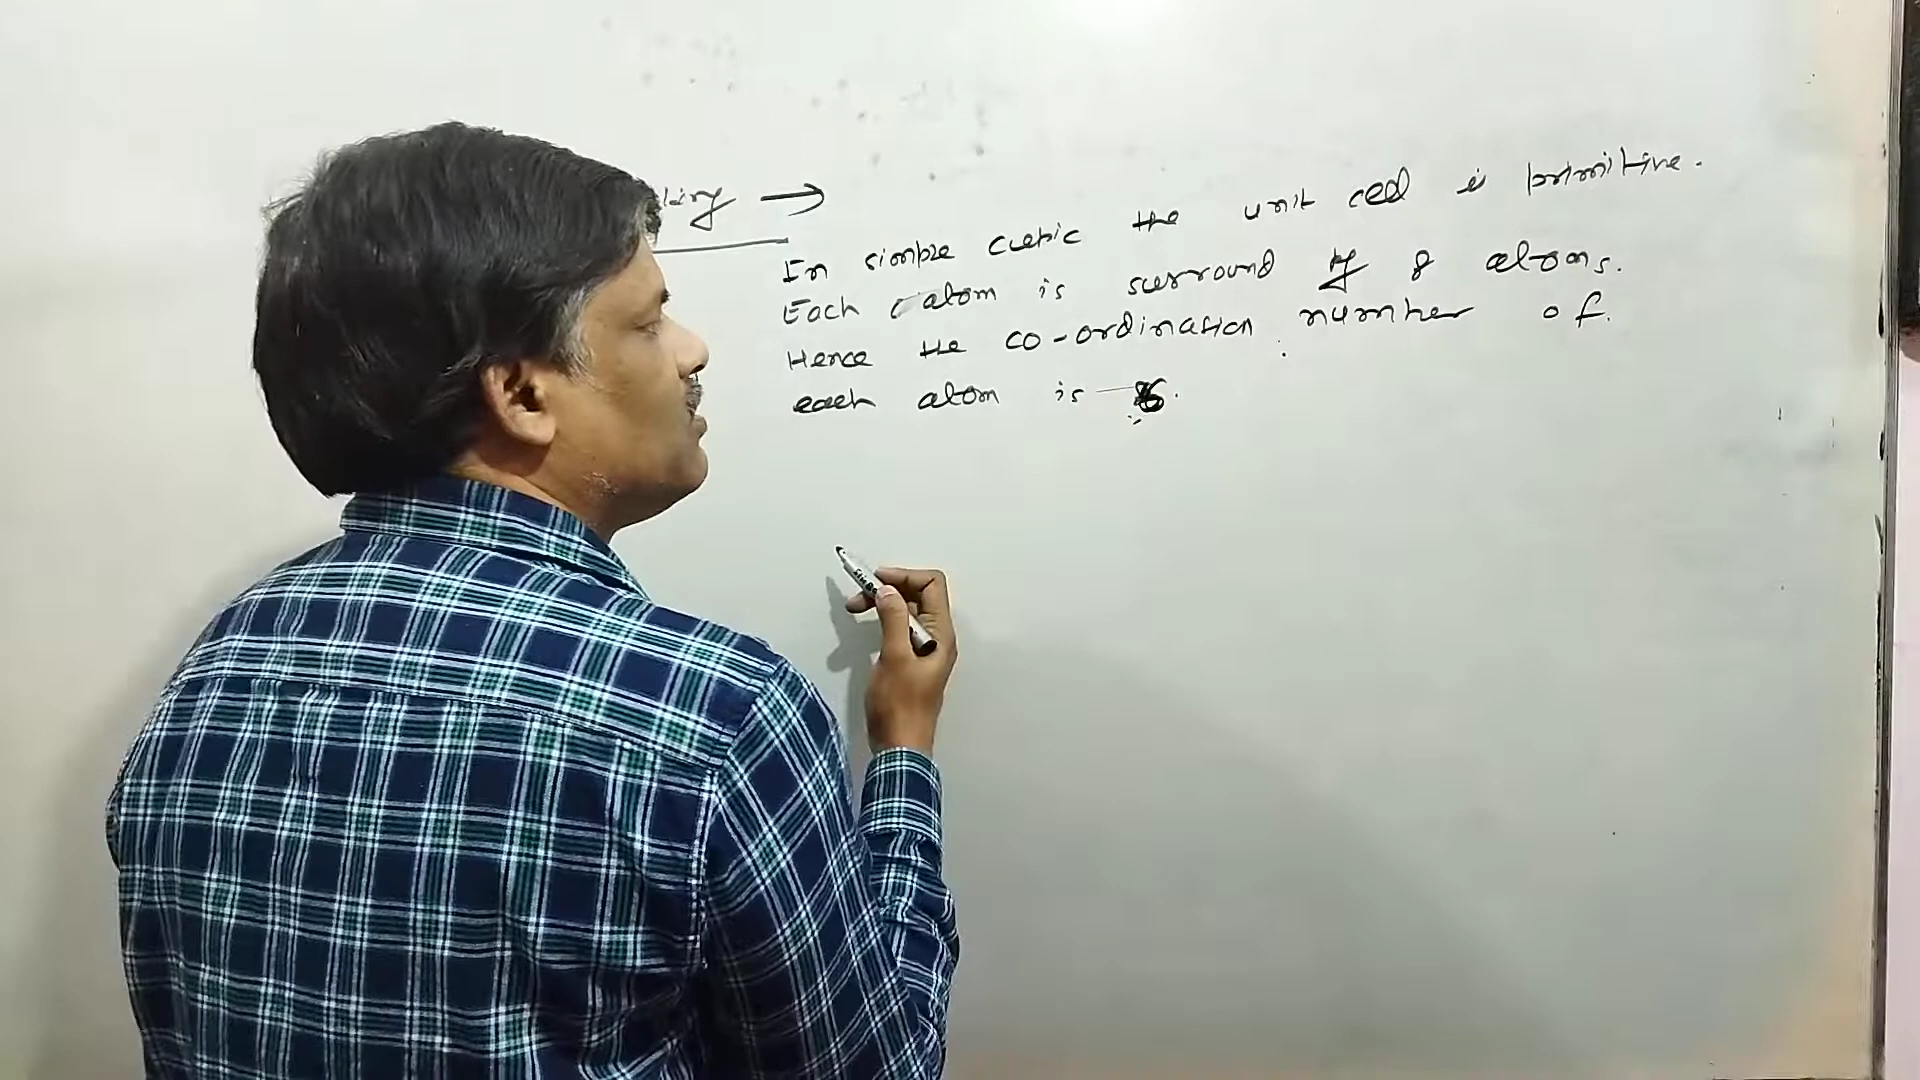 In simple cubic the unit cell is primitive.
Each atom is surround by 8 atoms.
Hence the co-ordination number of.
each atom is 6.